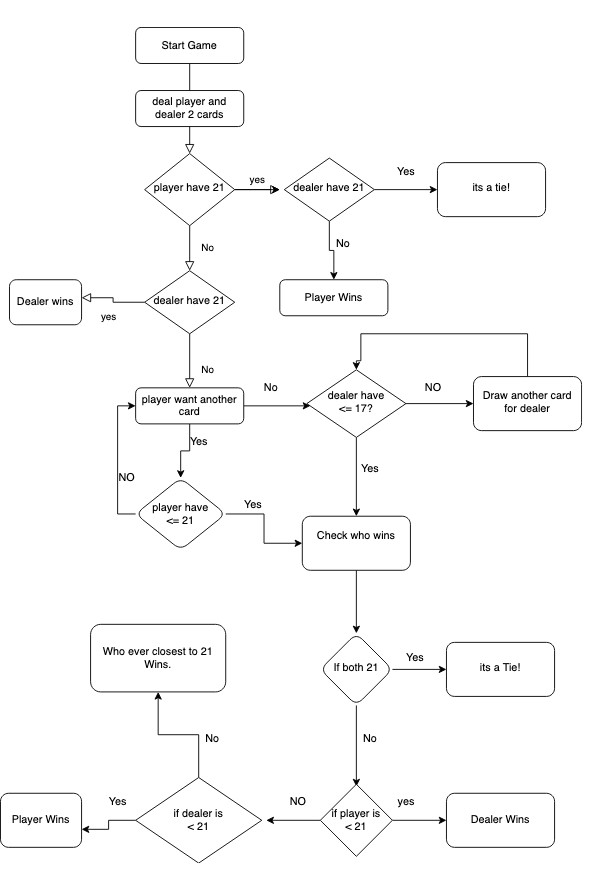 Start Game
deal player and
dealer 2 cards
player have 21
yes
dealer have 21
Yes
its a tie!
No
No
Player Wins
Dealer wins
yes
dealer have 21
No
player want another
card
No
dealer have
<= 17?
NO
Draw another card
for dealer
Yes
NO
Yes
player have
<= 21
Yes
Check who wins
Who ever closest to 21
Wins.
If both 21
Yes
its a Tie!
No
No
Player Wins
Yes
if dealer is
< 21
NO
if player is
< 21
yes
Dealer Wins